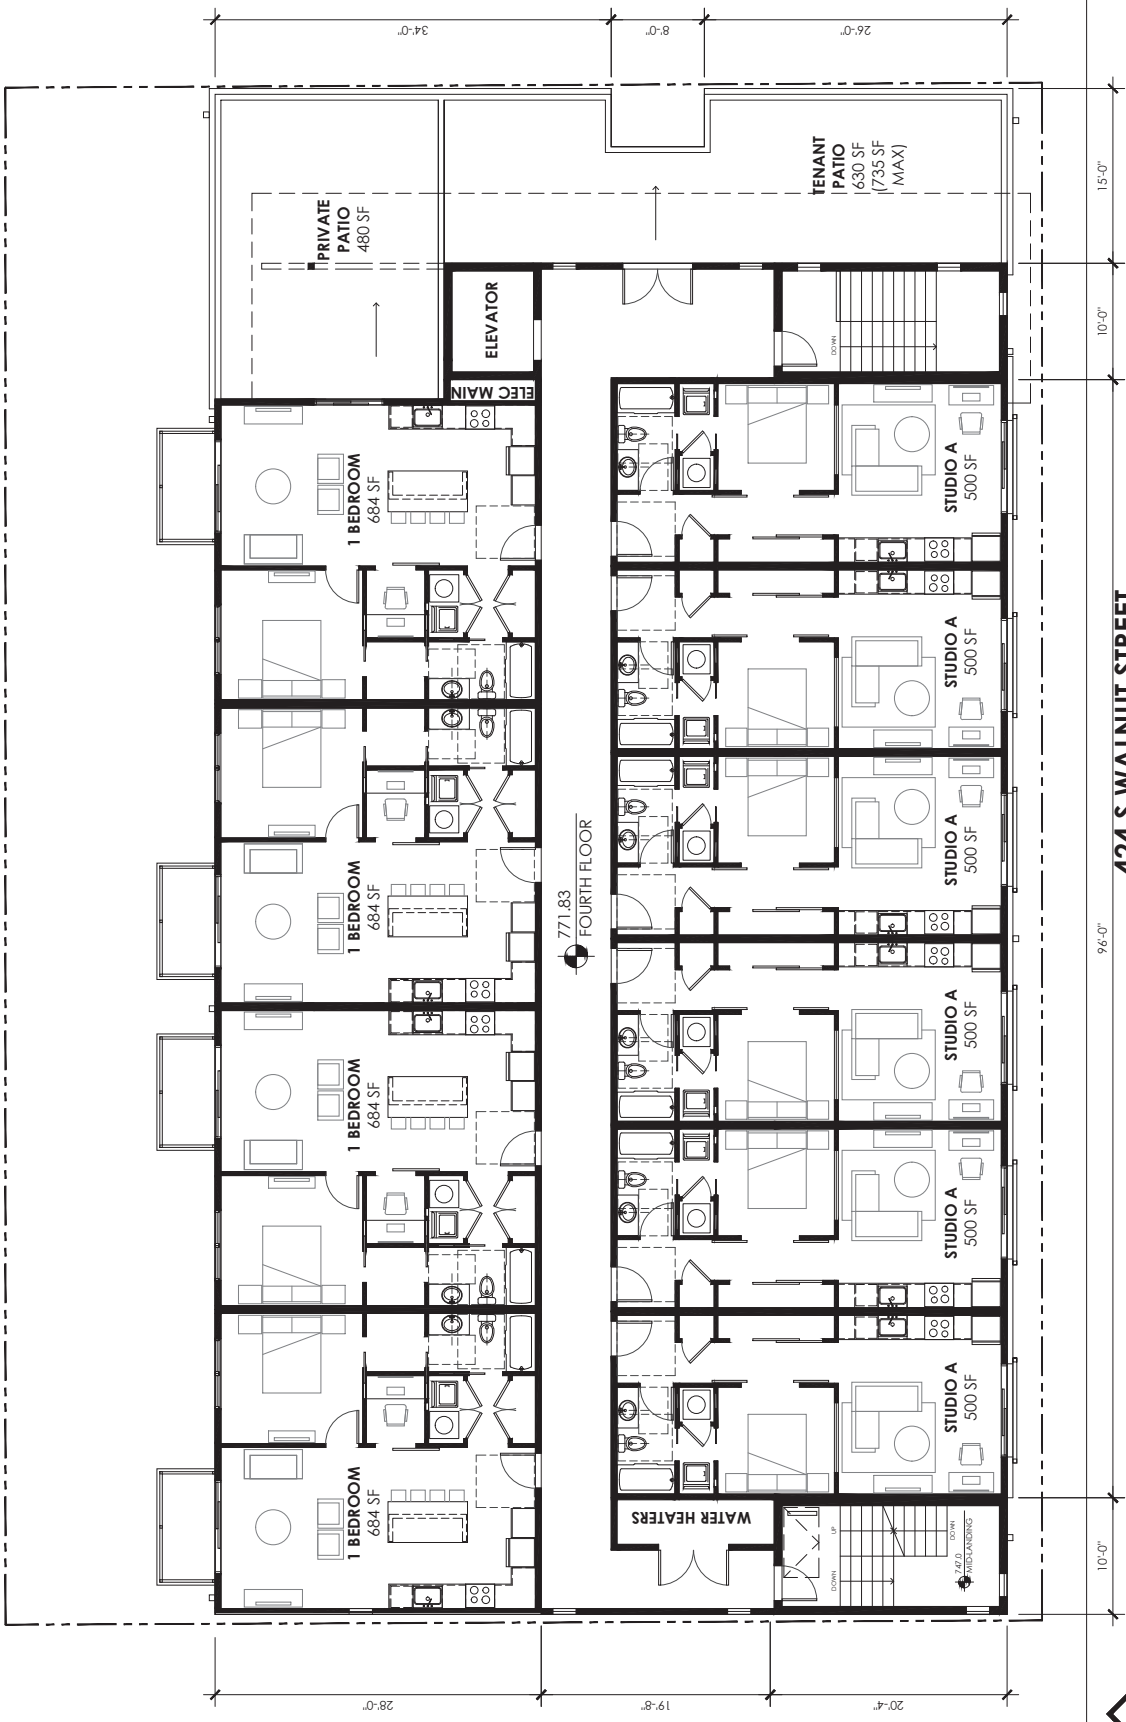 34'-0"
8'-0"
26'-0"
PRIVATE
PATIO
480 SF
TENANT
PATIO
630 SF
(735 SF
MAX)
15'-0"
ELEVATOR
ELEC MAIN
DOWN
10'-0"
1 BEDROOM
684 SF
1 BEDROOM
684 SF
1 BEDROOM
684 SF
1 BEDROOM
684 SF
771.83
FOURTH FLOOR
STUDIO A
500 SF
STUDIO A
500 SF
STUDIO A
500 SF
STUDIO A
500 SF
STUDIO A
500 SF
STUDIO A
500 SF
96'-0"
424 S WALNUT STREET
WATER HEATERS
UP
DOWN
DOWN
747.0
MID-LANDING
10'-0"
28'-0"
19'-8"
20'-4"